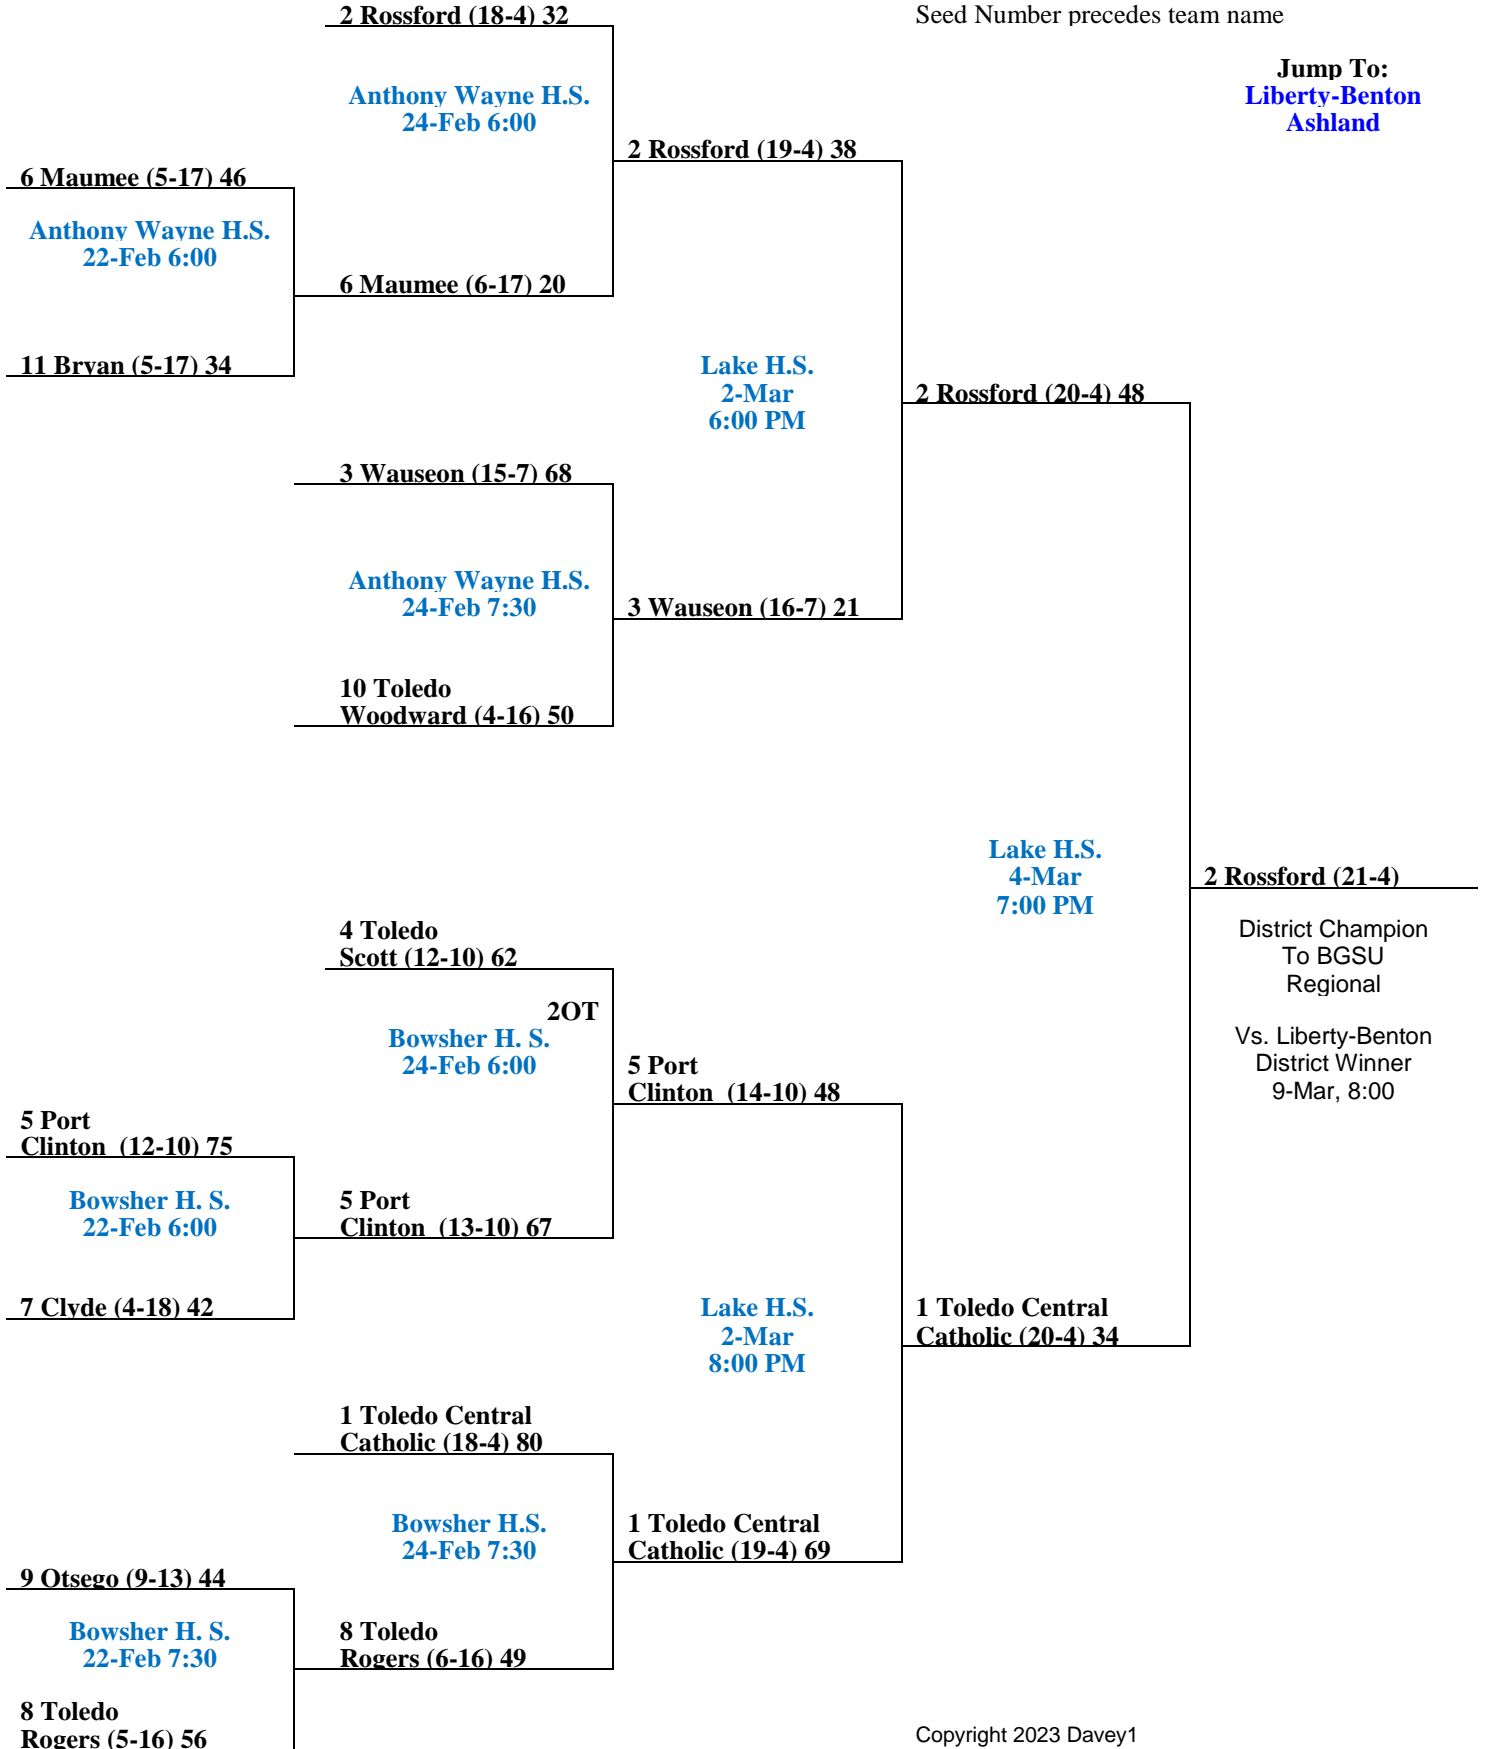 2 Rossford (18-4) 32
Seed Number precedes team name
Jump To:
Liberty-Benton
Ashland
Anthony Wayne H.S.
24-Feb 6:00
2 Rossford (19-4) 38
6 Maumee (5-17) 46
Anthony Wayne H.S.
22-Feb 6:00
6 Maumee (6-17) 20
11 Bryan (5-17) 34
Lake H.S.
2-Mar
6:00 PM
2 Rossford (20-4) 48
3 Wauseon (15-7) 68
Anthony Wayne H.S.
24-Feb 7:30
3 Wauseon (16-7) 21
10 Toledo
Woodward (4-16) 50
Lake H.S.
4-Mar
7:00 PM
2 Rossford (21-4)
District Champion
To BGSU
Regional
Vs. Liberty-Benton
District Winner
9-Mar, 8:00
4 Toledo
Scott (12-10) 62
2OT
Bowsher H. S.
24-Feb 6:00
5 Port
Clinton  (14-10) 48
5 Port
Clinton  (12-10) 75
Bowsher H. S.
22-Feb 6:00
5 Port
Clinton  (13-10) 67
7 Clyde (4-18) 42
Lake H.S.
2-Mar
8:00 PM
1 Toledo Central
Catholic (20-4) 34
1 Toledo Central
Catholic (18-4) 80
Bowsher H.S.
24-Feb 7:30
1 Toledo Central
Catholic (19-4) 69
9 Otsego (9-13) 44
Bowsher H. S.
22-Feb 7:30
8 Toledo
Rogers (6-16) 49
8 Toledo
Rogers (5-16) 56
Copyright 2023 Davey1